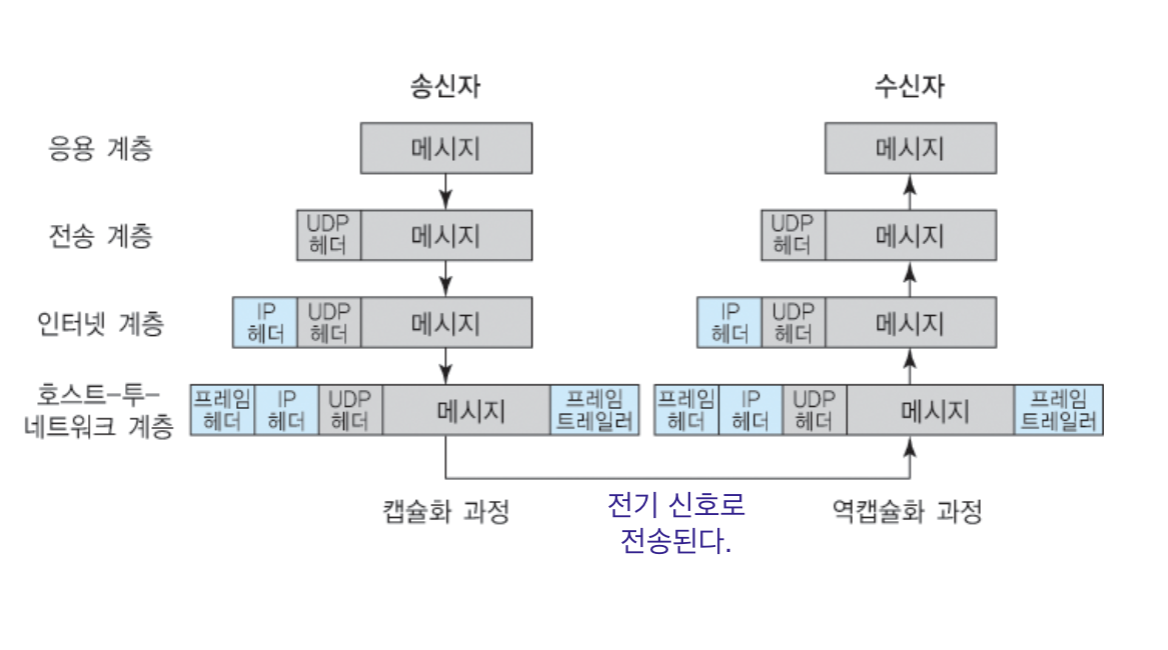 송신자
수신자
응용 계층
메시지
메시지
전송 계층
UDP
헤더
메시지
UDP
헤더
메시지
인터넷 계층
IP
헤더
UDP
헤더
메시지
IP
헤더
UDP
헤더
메시지
호스트-투-
네트워크 계층
프레임
헤더
IP
헤더
UDP
헤더
메시지
프레임
트레일러
프레임
헤더
IP
헤더
UDP
헤더
메시지
프레임
트레일러
캡슐화 과정
전기 신호로
전송된다.
역캡슐화 과정